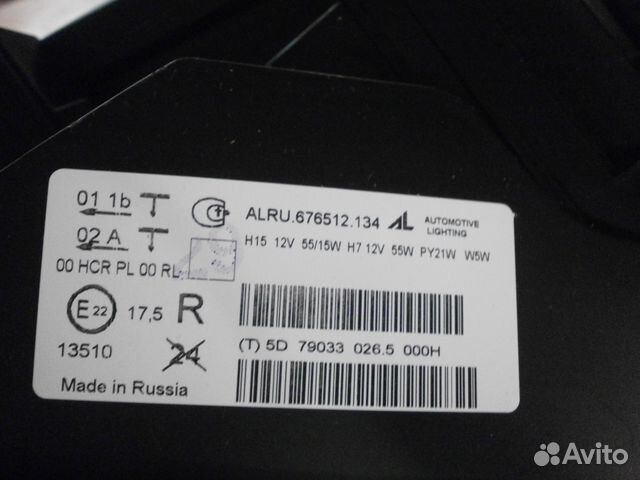 01 1b
ALRU.676512.134 AL AUTOMOTIVE LIGHTING
02 A
H15 12V 55/15W H7 12V 55W PY21W W5W
00 HCR PL 00 RL
E22 17,5 R
(T) 5D 79033 026.5 000H
13510 24
Made in Russia
Avito